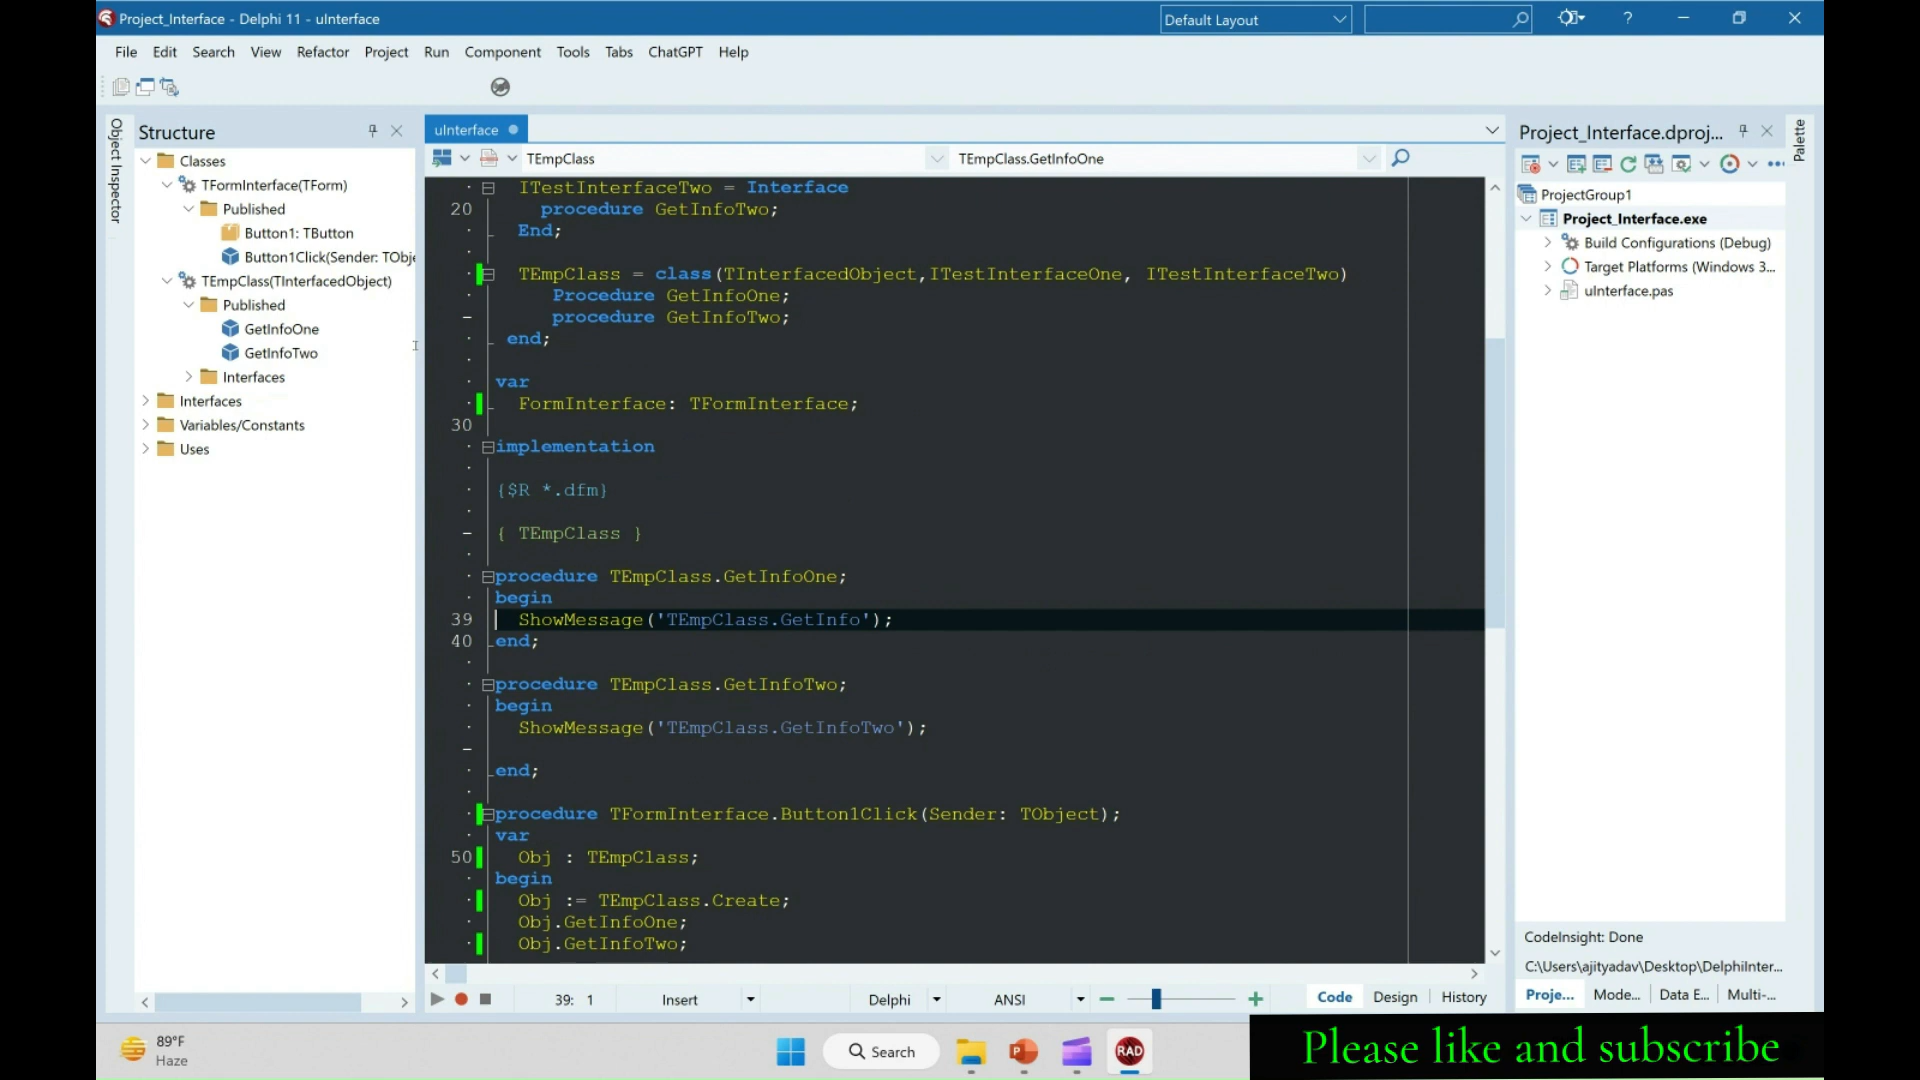 Project_Interface - Delphi 11 - uInterface
Default Layout
?
File Edit Search View Refactor Project Run Component Tools Tabs ChatGPT Help
Object Inspector
Structure
Classes
TFormInterface(TForm)
Published
Button1: TButton
Button1Click(Sender: TObje
TEmpClass(TInterfacedObject)
Published
GetInfoOne
GetInfoTwo
Interfaces
Interfaces
Variables/Constants
Uses
uInterface
TEmpClass
TEmpClass.GetInfoOne
ITestInterfaceTwo = Interface
20 procedure GetInfoTwo;
End;
TEmpClass = class(TInterfacedObject,ITestInterfaceOne, ITestInterfaceTwo)
Procedure GetInfoOne;
procedure GetInfoTwo;
end;
var
FormInterface: TFormInterface;
30
implementation
{$R *.dfm}
{ TEmpClass }
procedure TEmpClass.GetInfoOne;
begin
39 ShowMessage('TEmpClass.GetInfo');
40 end;
procedure TEmpClass.GetInfoTwo;
begin
ShowMessage('TEmpClass.GetInfoTwo');
end;
procedure TFormInterface.Button1Click(Sender: TObject);
var
50 Obj : TEmpClass;
begin
Obj := TEmpClass.Create;
Obj.GetInfoOne;
Obj.GetInfoTwo;
39: 1 Insert Delphi ANSI Code Design History
Project_Interface.dproj...
Palette
ProjectGroup1
Project_Interface.exe
Build Configurations (Debug)
Target Platforms (Windows 3...
uInterface.pas
CodeInsight: Done
C:\Users\ajityadav\Desktop\DelphiInter...
Proje... Mode... Data E... Multi-...
89°F
Haze
Search
RAD
Please like and subscribe